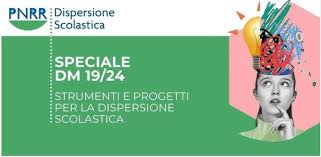 PNRR Dispersione
Scolastica
SPECIALE
DM 19/24
STRUMENTI E PROGETTI
PER LA DISPERSIONE
SCOLASTICA